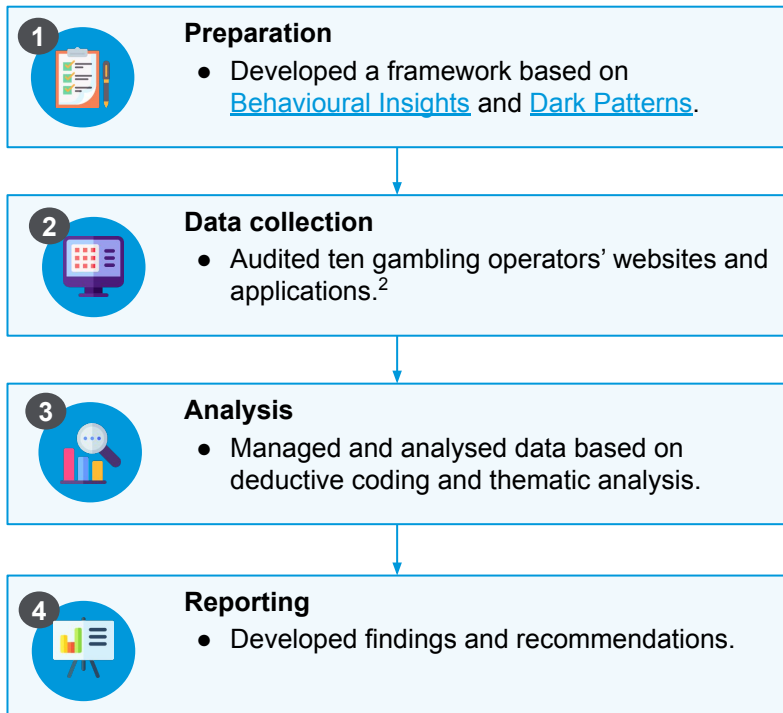 1
Preparation
● Developed a framework based on
Behavioural Insights and Dark Patterns.
2
Data collection
● Audited ten gambling operators’ websites and
applications.²
3
Analysis
● Managed and analysed data based on
deductive coding and thematic analysis.
4
Reporting
● Developed findings and recommendations.